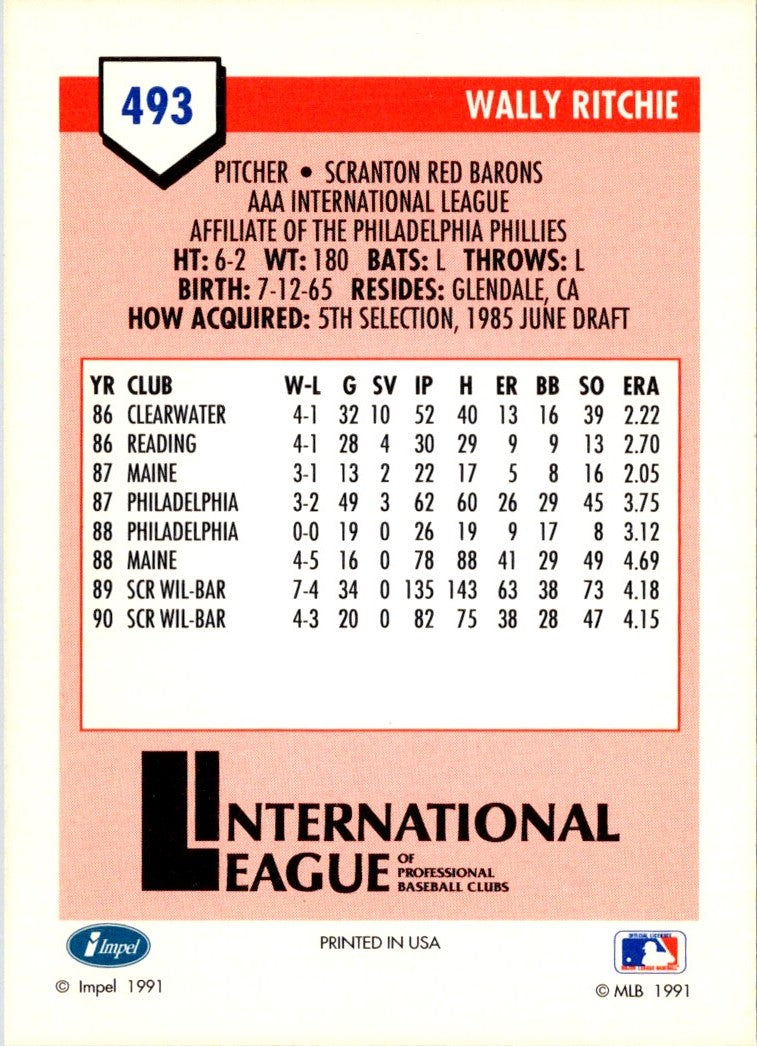 493
WALLY RITCHIE
PITCHER • SCRANTON RED BARONS
AAA INTERNATIONAL LEAGUE
AFFILIATE OF THE PHILADELPHIA PHILLIES
HT: 6-2 WT: 180 BATS: L THROWS: L
BIRTH: 7-12-65 RESIDES: GLENDALE, CA
HOW ACQUIRED: 5TH SELECTION, 1985 JUNE DRAFT
YR CLUB W-L G SV IP H ER BB SO ERA
86 CLEARWATER 4-1 32 10 52 40 13 16 39 2.22
86 READING 4-1 28 4 30 29 9 9 13 2.70
87 MAINE 3-1 13 2 22 17 5 8 16 2.05
87 PHILADELPHIA 3-2 49 3 62 60 26 29 45 3.75
88 PHILADELPHIA 0-0 19 0 26 19 9 17 8 3.12
88 MAINE 4-5 16 0 78 88 41 29 49 4.69
89 SCR WIL-BAR 7-4 34 0 135 143 63 38 73 4.18
90 SCR WIL-BAR 4-3 20 0 82 75 38 28 47 4.15
INTERNATIONAL
LEAGUE OF
PROFESSIONAL
BASEBALL CLUBS
Impel
PRINTED IN USA
OFFICIAL LICENSEE
MAJOR LEAGUE BASEBALL
© Impel 1991
© MLB 1991